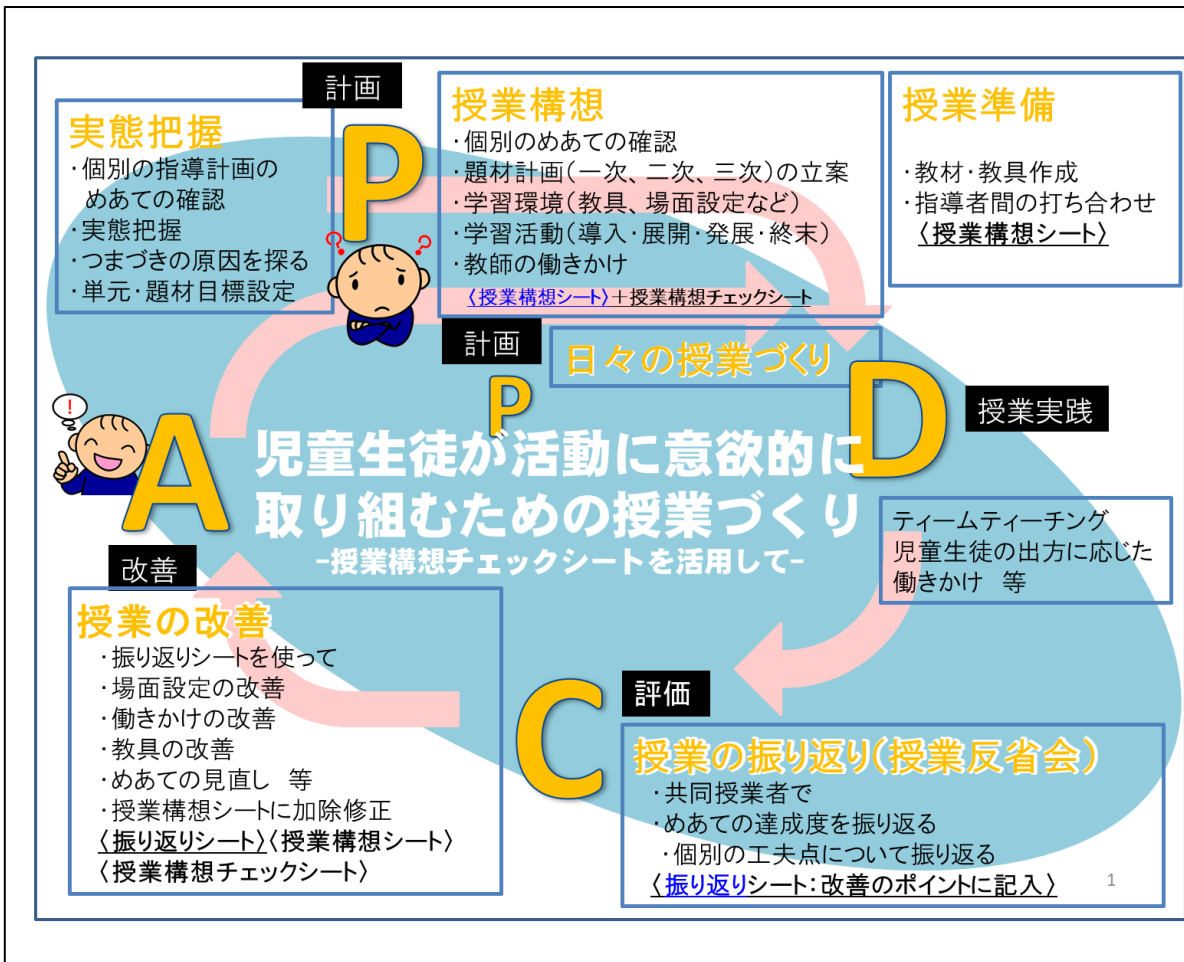 計画
P
実態把握
・個別の指導計画の
めあての確認
・実態把握
・つまづきの原因を探る
・単元・題材目標設定
? ?
授業構想
・個別のめあての確認
・題材計画(一次、二次、三次)の立案
・学習環境(教具、場面設定など)
・学習活動(導入・展開・発展・終末)
・教師の働きかけ
〈授業構想シート〉+授業構想チェックシート
授業準備
・教材・教具作成
・指導者間の打ち合わせ
〈授業構想シート〉
計画
P
日々の授業づくり
D
授業実践
!
A
児童生徒が活動に意欲的に
取り組むための授業づくり
-授業構想チェックシートを活用して-
ティームティーチング
児童生徒の出方に応じた
働きかけ 等
改善
授業の改善
・振り返りシートを使って
・場面設定の改善
・働きかけの改善
・教具の改善
・めあての見直し 等
・授業構想シートに加除修正
〈振り返りシート〉〈授業構想シート〉
〈授業構想チェックシート〉
C
評価
授業の振り返り(授業反省会)
・共同授業者で
・めあての達成度を振り返る
・個別の工夫点について振り返る
〈振り返りシート:改善のポイントに記入〉
1